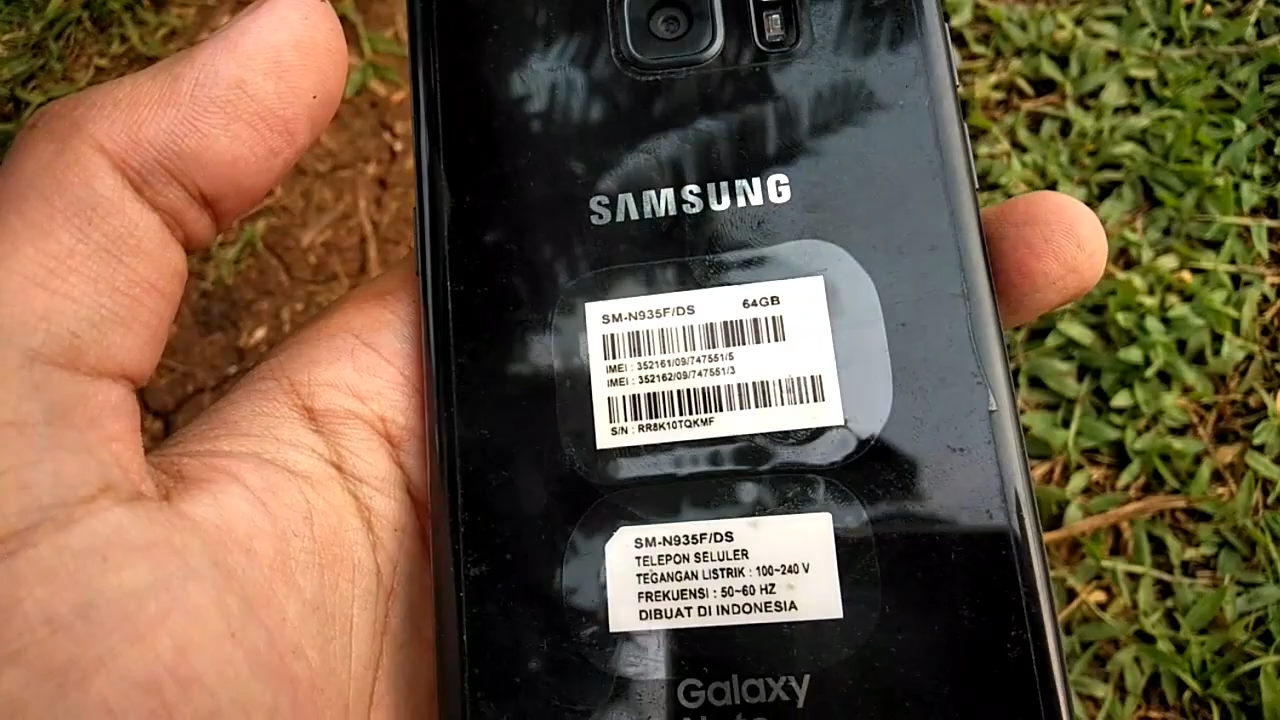 SAMSUNG
SM-N935F/DS 64GB
IMEI : 352161/09/747551/5
IMEI : 352162/09/747551/3
S/N : RR8K10TQKMF
SM-N935F/DS
TELEPON SELULER
TEGANGAN LISTRIK : 100~240 V
FREKUENSI : 50~60 HZ
DIBUAT DI INDONESIA
Galaxy
Note